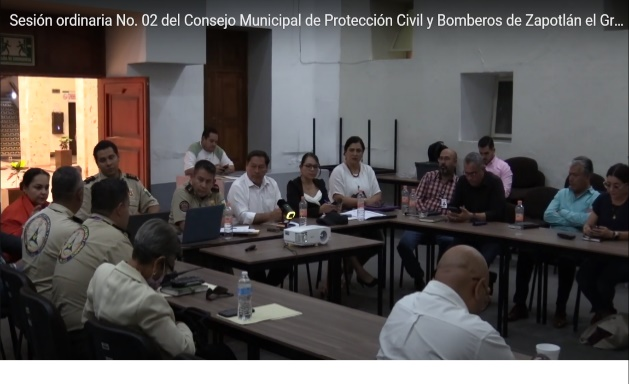 Sesión ordinaria No. 02 del Consejo Municipal de Protección Civil y Bomberos de Zapotlán el Gr...